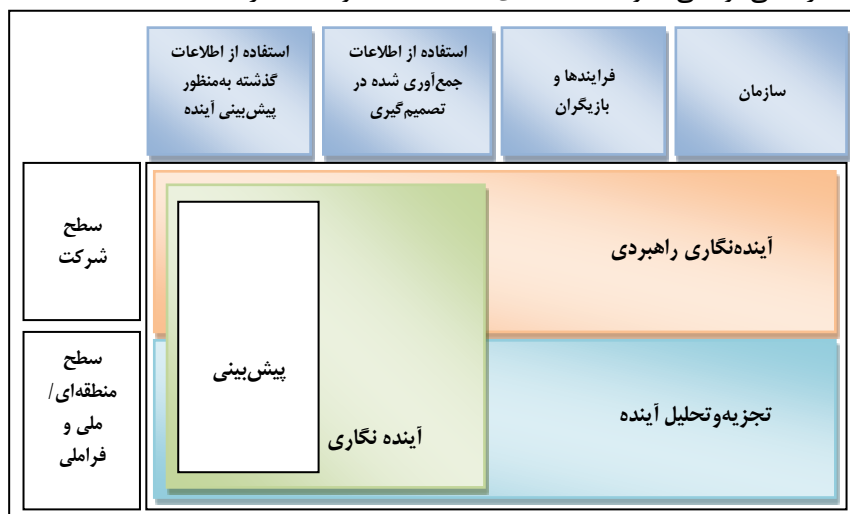 سازمان
فرایندها و
بازیگران
استفاده از اطلاعات
جمع‌آوری شده در
تصمیم‌گیری
استفاده از اطلاعات
گذشته به‌منظور
پیش‌بینی آینده
سطح
شرکت
آینده‌نگاری راهبردی
سطح
منطقه‌ای/
ملی و
فراملی
پیش‌بینی
آینده نگاری
تجزیه‌وتحلیل آینده